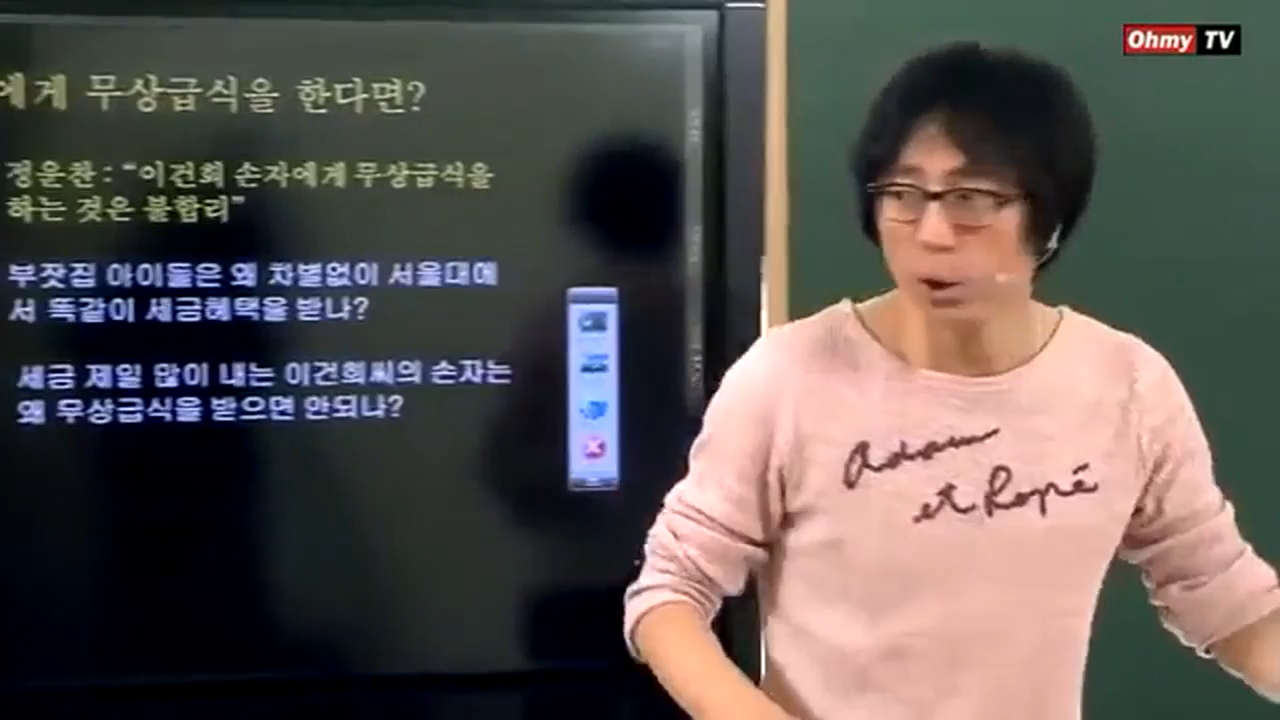 에게 무상급식을 한다면?
정운찬 : “이건희 손자에게 무상급식을
하는 것은 불합리”
부잣집 아이들은 왜 차별없이 서울대에
서 똑같이 세금혜택을 받나?
세금 제일 많이 내는 이건희씨의 손자는
왜 무상급식을 받으면 안되나?
Ohmy TV
Adam
et Ropé